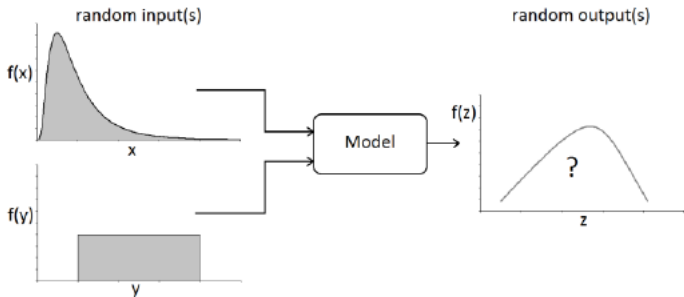 random input(s)
random output(s)
f(x)
x
f(y)
y
Model
f(z)
?
z